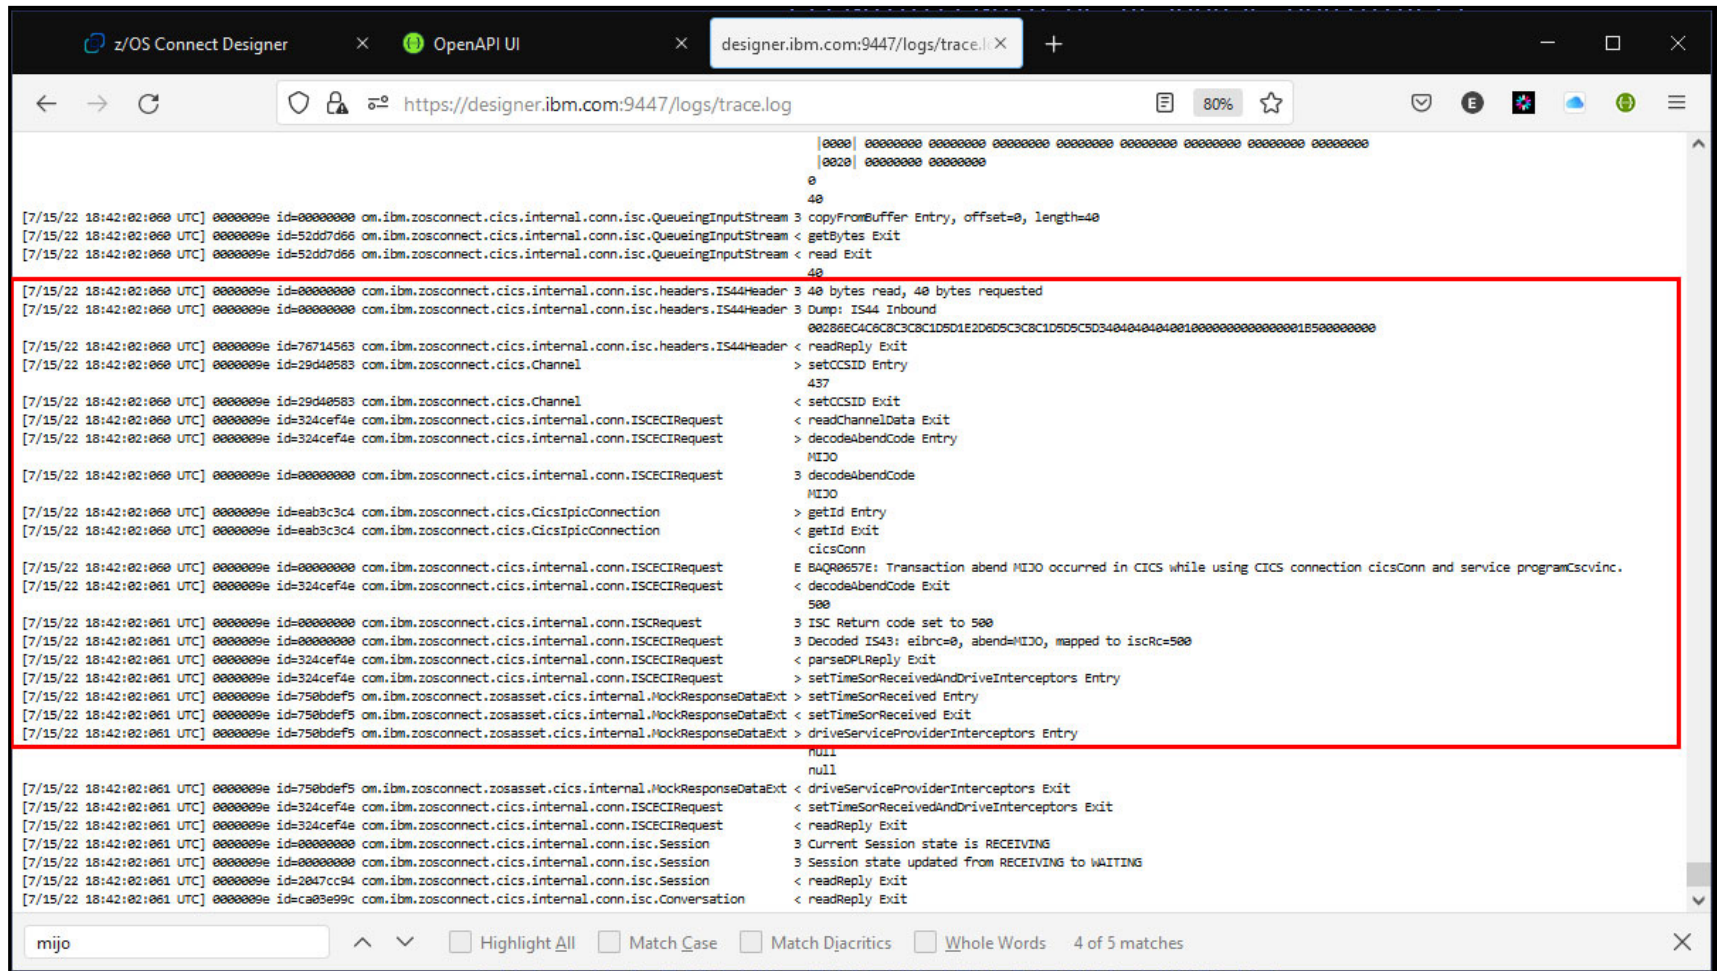 z/OS Connect Designer
OpenAPI UI
designer.ibm.com:9447/logs/trace.l
https://designer.ibm.com:9447/logs/trace.log
80%
|0000| 00000000 00000000 00000000 00000000 00000000 00000000 00000000 00000000
|0020| 00000000 00000000
0
40
[7/15/22 18:42:02:060 UTC] 0000009e id=00000000 om.ibm.zosconnect.cics.internal.conn.isc.QueueingInputStream 3 copyFromBuffer Entry, offset=0, length=40
[7/15/22 18:42:02:060 UTC] 0000009e id=52dd7d66 om.ibm.zosconnect.cics.internal.conn.isc.QueueingInputStream < getBytes Exit
[7/15/22 18:42:02:060 UTC] 0000009e id=52dd7d66 om.ibm.zosconnect.cics.internal.conn.isc.QueueingInputStream < read Exit
40
[7/15/22 18:42:02:060 UTC] 0000009e id=00000000 com.ibm.zosconnect.cics.internal.conn.isc.headers.IS44Header 3 40 bytes read, 40 bytes requested
[7/15/22 18:42:02:060 UTC] 0000009e id=00000000 com.ibm.zosconnect.cics.internal.conn.isc.headers.IS44Header 3 Dump: IS44 Inbound
[7/15/22 18:42:02:060 UTC] 0000009e id=76714563 com.ibm.zosconnect.cics.internal.conn.isc.headers.IS44Header < readReply Exit
[7/15/22 18:42:02:060 UTC] 0000009e id=29d40583 com.ibm.zosconnect.cics.Channel > setCCSID Entry
437
[7/15/22 18:42:02:060 UTC] 0000009e id=29d40583 com.ibm.zosconnect.cics.Channel < setCCSID Exit
[7/15/22 18:42:02:060 UTC] 0000009e id=324cef4e com.ibm.zosconnect.cics.internal.conn.ISCECIRequest < readChannelData Exit
[7/15/22 18:42:02:060 UTC] 0000009e id=324cef4e com.ibm.zosconnect.cics.internal.conn.ISCECIRequest > decodeAbendCode Entry
MIJO
[7/15/22 18:42:02:060 UTC] 0000009e id=00000000 com.ibm.zosconnect.cics.internal.conn.ISCECIRequest 3 decodeAbendCode
MIJO
[7/15/22 18:42:02:060 UTC] 0000009e id=eab3c3c4 com.ibm.zosconnect.cics.CicsIpicConnection > getId Entry
[7/15/22 18:42:02:060 UTC] 0000009e id=eab3c3c4 com.ibm.zosconnect.cics.CicsIpicConnection < getId Exit
cicsConn
[7/15/22 18:42:02:060 UTC] 0000009e id=00000000 com.ibm.zosconnect.cics.internal.conn.ISCECIRequest E BAQR0657E: Transaction abend MIJO occurred in CICS while using CICS connection cicsConn and service programCscvinc.
[7/15/22 18:42:02:061 UTC] 0000009e id=324cef4e com.ibm.zosconnect.cics.internal.conn.ISCECIRequest < decodeAbendCode Exit
500
[7/15/22 18:42:02:061 UTC] 0000009e id=00000000 com.ibm.zosconnect.cics.internal.conn.ISCRequest 3 ISC Return code set to 500
[7/15/22 18:42:02:061 UTC] 0000009e id=00000000 com.ibm.zosconnect.cics.internal.conn.ISCECIRequest 3 Decoded IS43: eibrc=0, abend=MIJO, mapped to iscRc=500
[7/15/22 18:42:02:061 UTC] 0000009e id=324cef4e com.ibm.zosconnect.cics.internal.conn.ISCECIRequest < parseDPLReply Exit
[7/15/22 18:42:02:061 UTC] 0000009e id=324cef4e com.ibm.zosconnect.cics.internal.conn.ISCECIRequest > setTimeSorReceivedAndDriveInterceptors Entry
[7/15/22 18:42:02:061 UTC] 0000009e id=750bdef5 om.ibm.zosconnect.zosasset.cics.internal.MockResponseDataExt > setTimeSorReceived Entry
[7/15/22 18:42:02:061 UTC] 0000009e id=750bdef5 om.ibm.zosconnect.zosasset.cics.internal.MockResponseDataExt < setTimeSorReceived Exit
[7/15/22 18:42:02:061 UTC] 0000009e id=750bdef5 om.ibm.zosconnect.zosasset.cics.internal.MockResponseDataExt > driveServiceProviderInterceptors Entry
null
null
[7/15/22 18:42:02:061 UTC] 0000009e id=750bdef5 om.ibm.zosconnect.zosasset.cics.internal.MockResponseDataExt < driveServiceProviderInterceptors Exit
[7/15/22 18:42:02:061 UTC] 0000009e id=324cef4e com.ibm.zosconnect.cics.internal.conn.ISCECIRequest < setTimeSorReceivedAndDriveInterceptors Exit
[7/15/22 18:42:02:061 UTC] 0000009e id=324cef4e com.ibm.zosconnect.cics.internal.conn.ISCECIRequest < readReply Exit
[7/15/22 18:42:02:061 UTC] 0000009e id=00000000 com.ibm.zosconnect.cics.internal.conn.isc.Session 3 Current Session state is RECEIVING
[7/15/22 18:42:02:061 UTC] 0000009e id=00000000 com.ibm.zosconnect.cics.internal.conn.isc.Session 3 Session state updated from RECEIVING to WAITING
[7/15/22 18:42:02:061 UTC] 0000009e id=2047cc94 com.ibm.zosconnect.cics.internal.conn.isc.Session < readReply Exit
[7/15/22 18:42:02:061 UTC] 0000009e id=ca03e99c com.ibm.zosconnect.cics.internal.conn.isc.Conversation < readReply Exit
mijo
Highlight All
Match Case
Match Diacritics
Whole Words
4 of 5 matches